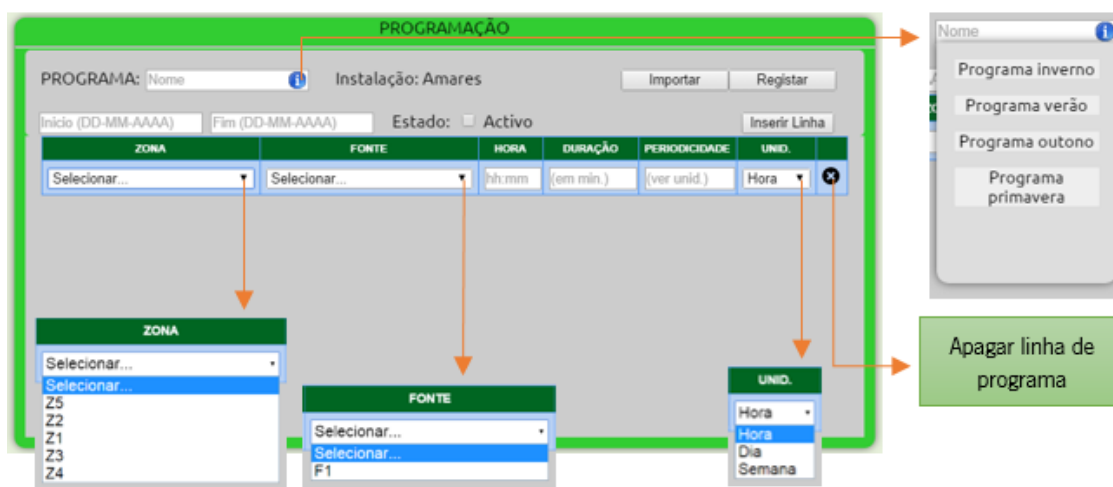 PROGRAMAÇÃO
PROGRAMA: Nome Instalação: Amares Importar Registar
Início (DD-MM-AAAA) Fim (DD-MM-AAAA) Estado: Activo Inserir Linha
ZONA FONTE HORA DURAÇÃO PERIODICIDADE UNID.
Selecionar... Selecionar... hh:mm (em min.) (ver unid.) Hora
ZONA
Selecionar...
Selecionar...
Z5
Z2
Z1
Z3
Z4
FONTE
Selecionar...
Selecionar...
F1
UNID.
Hora
Hora
Dia
Semana
Nome
Programa inverno
Programa verão
Programa outono
Programa
primavera
Apagar linha de
programa